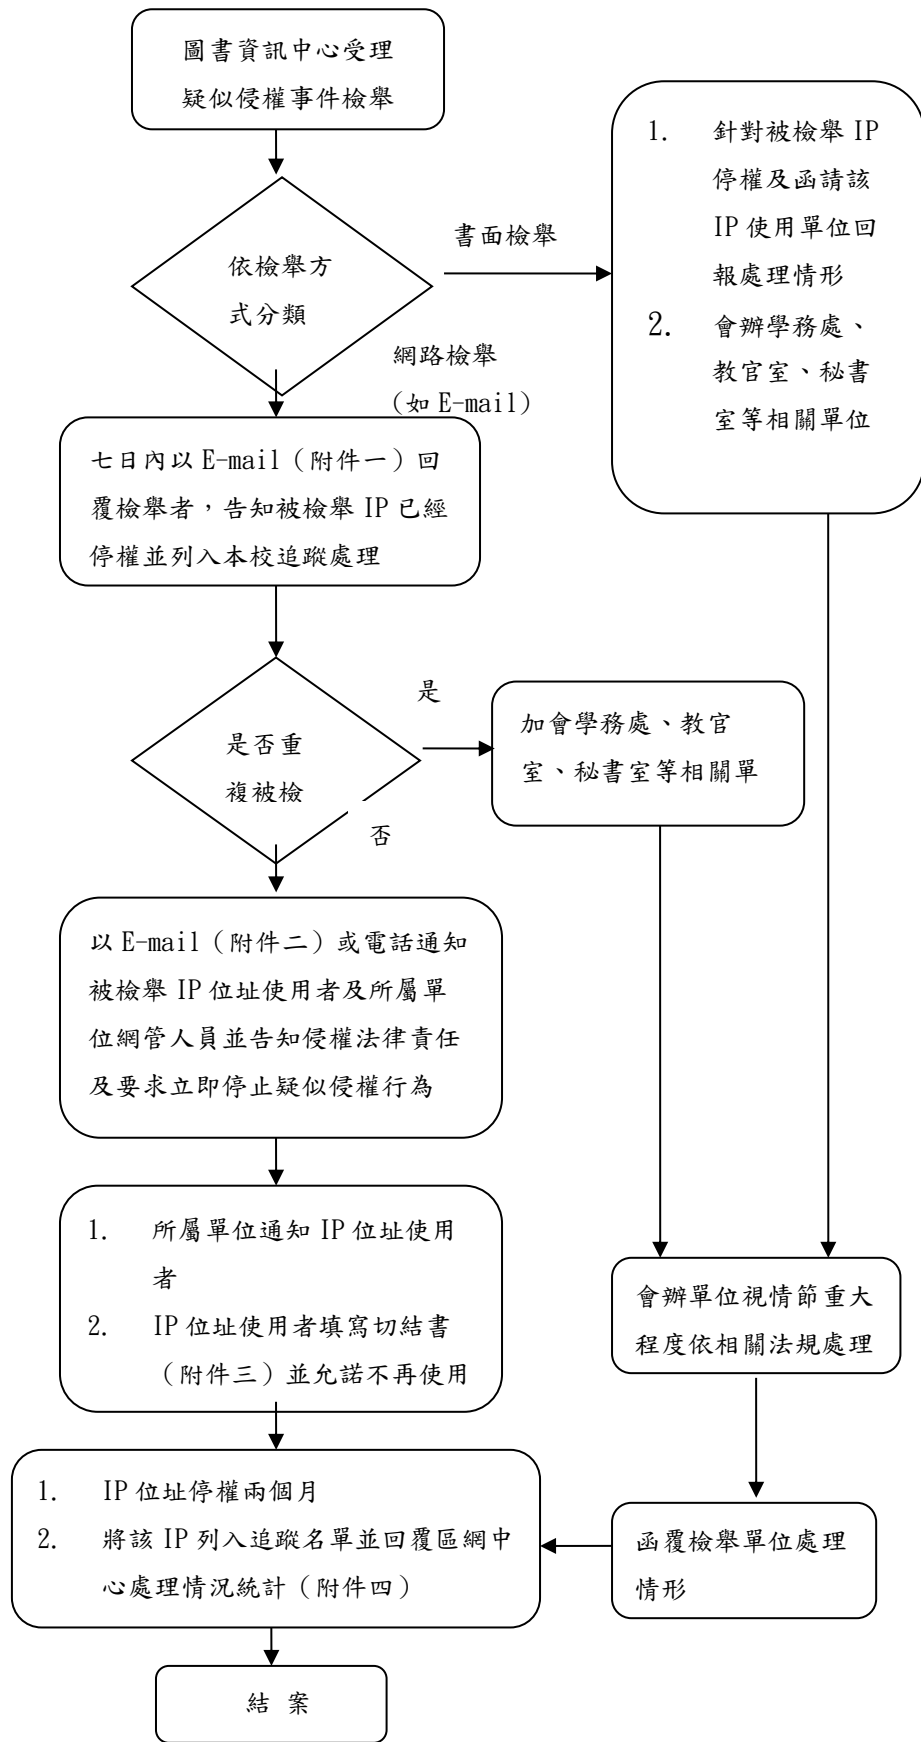 圖書資訊中心受理
疑似侵權事件檢舉
依檢舉方
式分類
書面檢舉
1. 針對被檢舉 IP
停權及函請該
IP 使用單位回
報處理情形
2. 會辦學務處、
教官室、秘書
室等相關單位
網路檢舉
(如 E-mail)
七日內以 E-mail（附件一）回
覆檢舉者，告知被檢舉 IP 已經
停權並列入本校追蹤處理
是否重
複被檢
是
加會學務處、教官
室、秘書室等相關單
否
以 E-mail（附件二）或電話通知
被檢舉 IP 位址使用者及所屬單
位網管人員並告知侵權法律責任
及要求立即停止疑似侵權行為
1. 所屬單位通知 IP 位址使用
者
2. IP 位址使用者填寫切結書
（附件三）並允諾不再使用
會辦單位視情節重大
程度依相關法規處理
1. IP 位址停權兩個月
2. 將該 IP 列入追蹤名單並回覆區網中
心處理情況統計（附件四）
函覆檢舉單位處理
情形
結 案